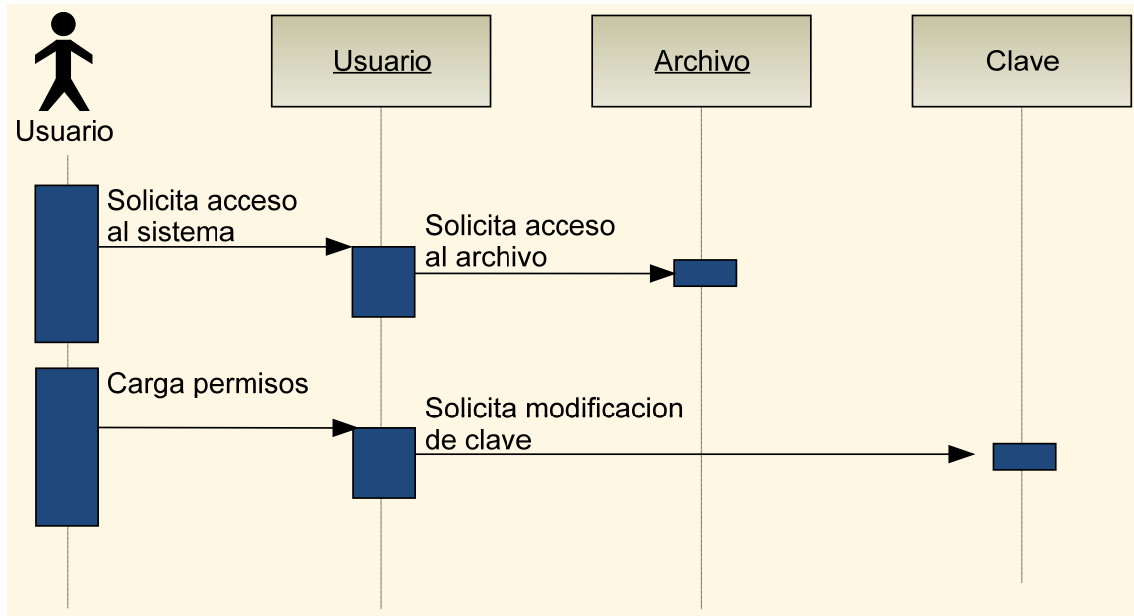 Usuario
Archivo
Clave
Usuario
Solicita acceso
al sistema
Solicita acceso
al archivo
Carga permisos
Solicita modificacion
de clave